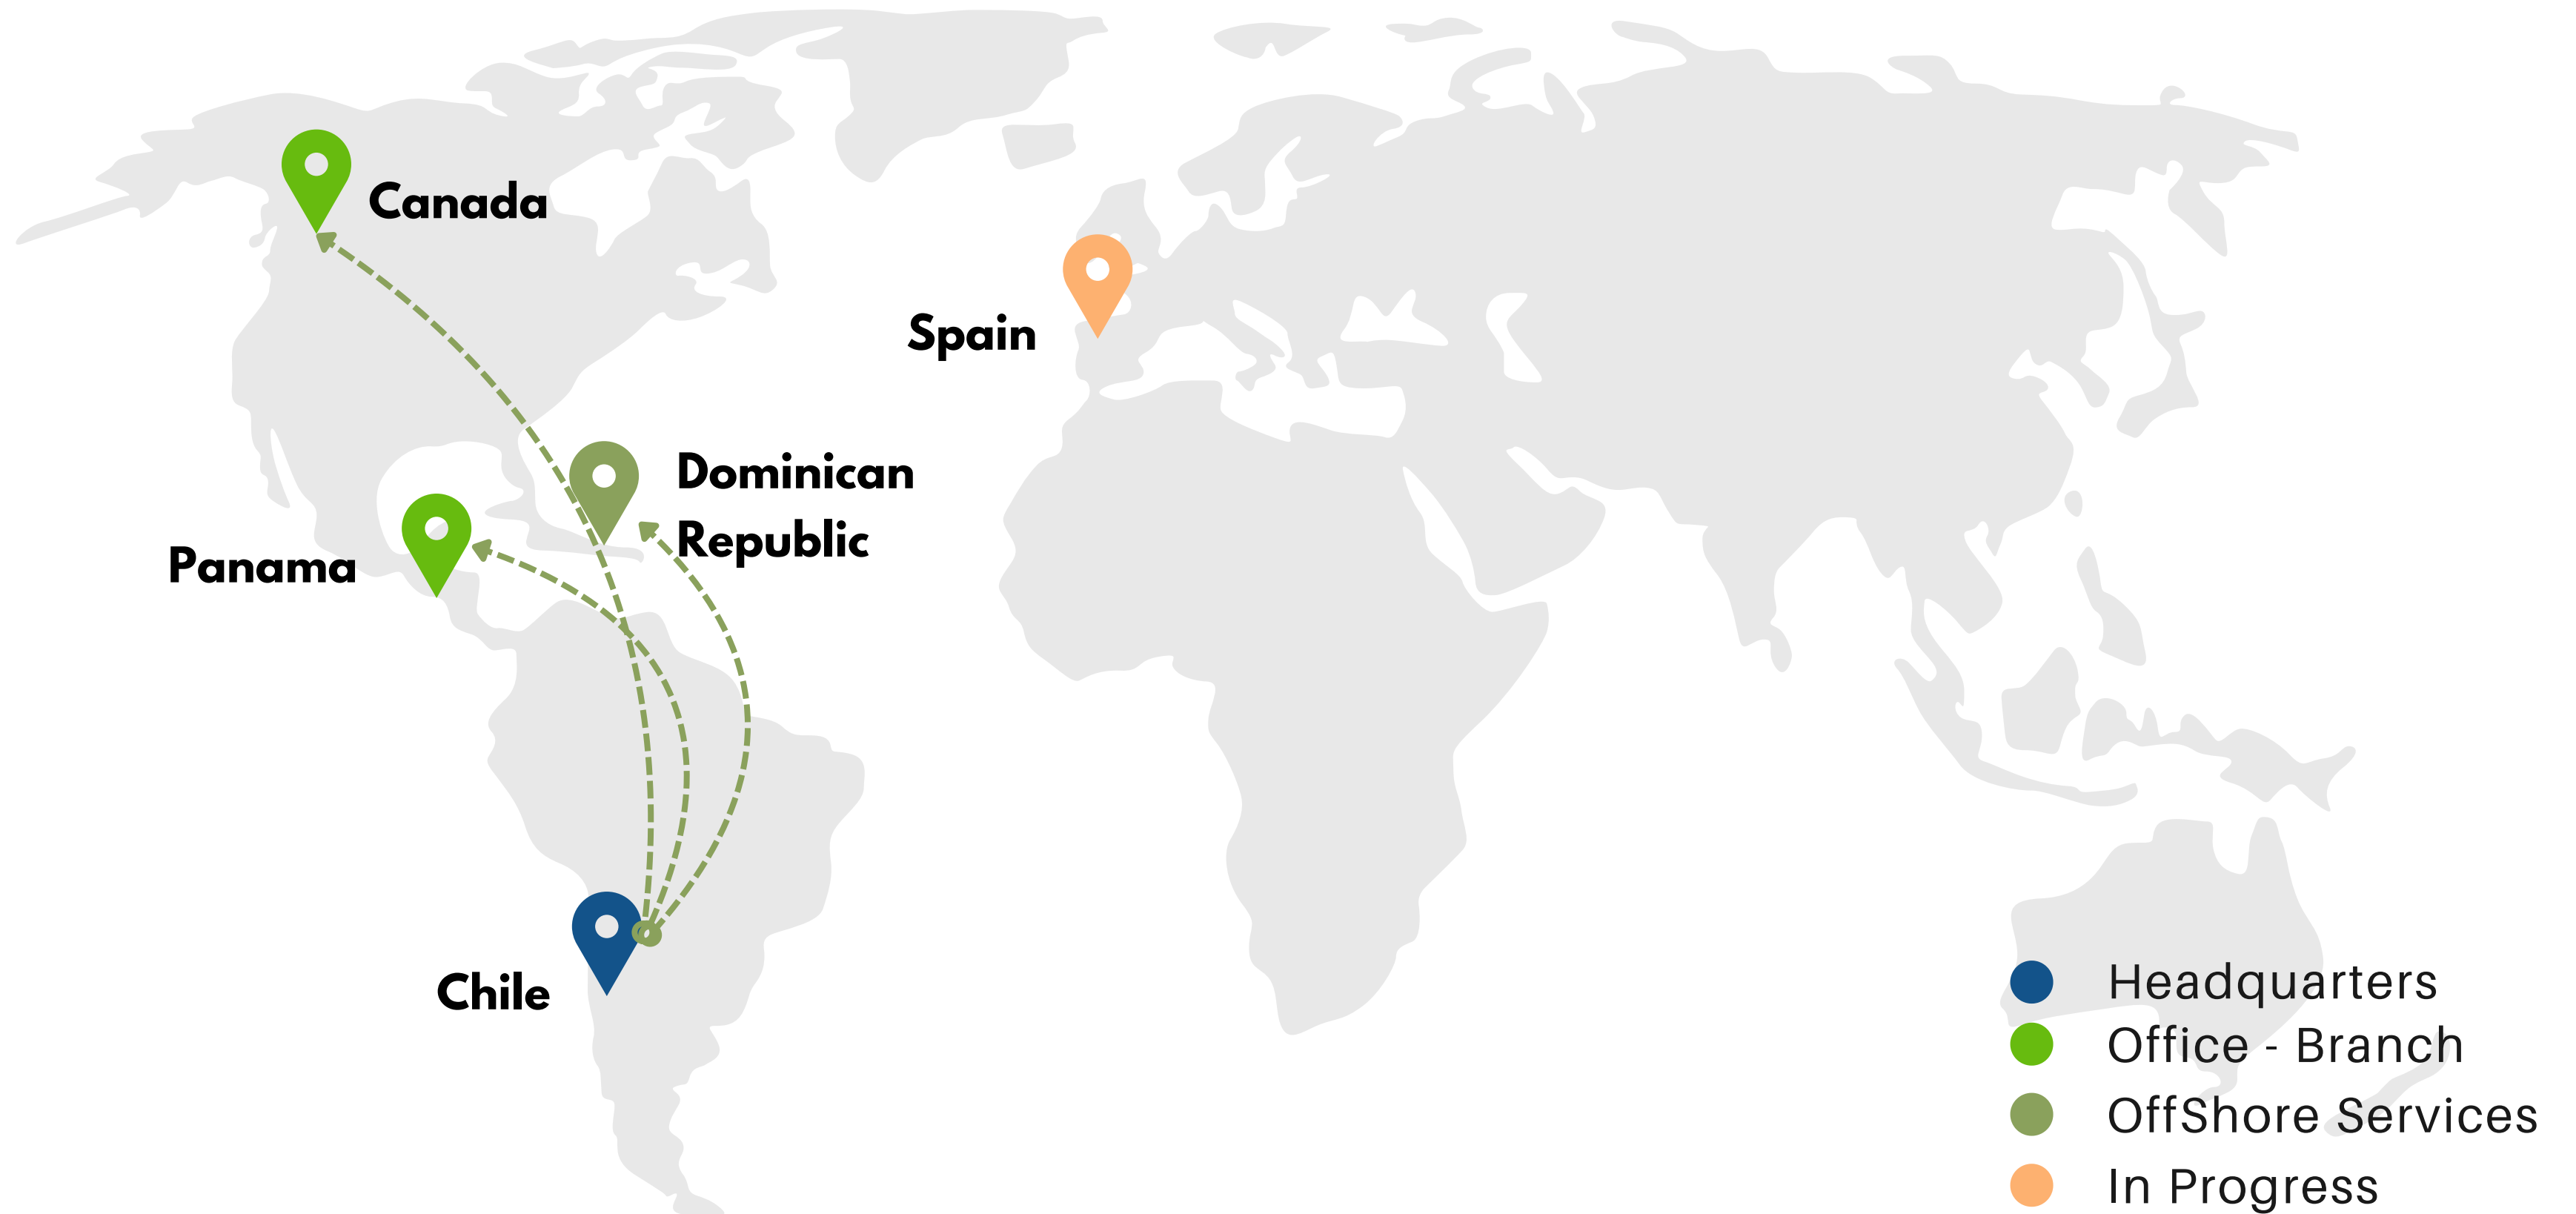 Canada
Spain
Dominican
Republic
Panama
Chile
Headquarters
Office - Branch
OffShore Services
In Progress